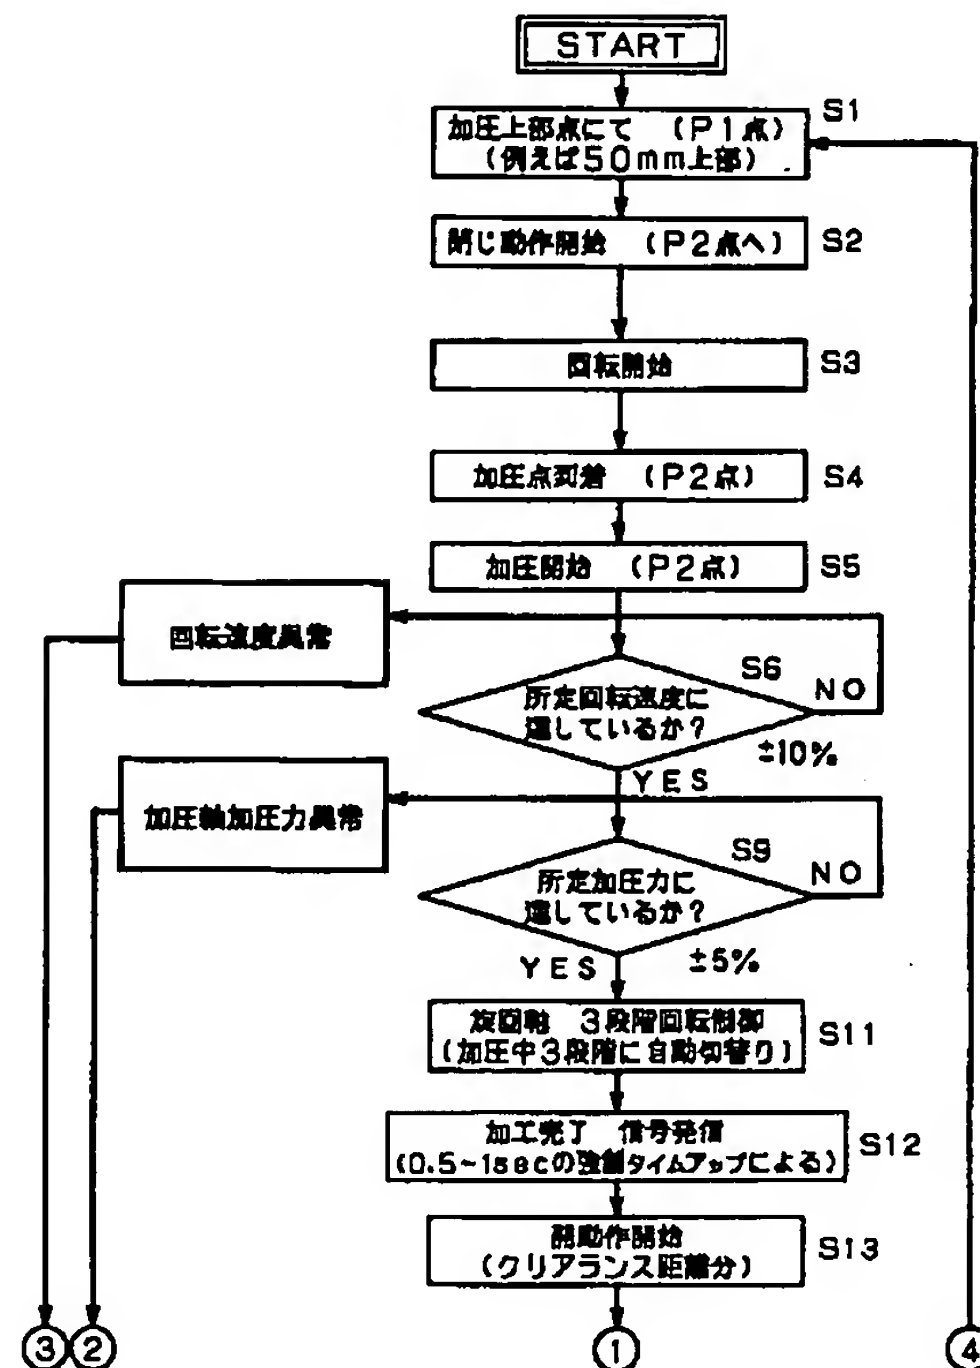 START
S1
加圧上部点にて (P1点)
(例えば50mm上部)
閉じ動作開始 (P2点へ)
S2
回転開始
S3
加圧点到着 (P2点)
S4
加圧開始 (P2点)
S5
回転速度異常
S6
所定回転速度に
達しているか?
NO
±10%
YES
加圧軸加圧力異常
S9
所定加圧力に
達しているか?
NO
±5%
YES
旋回軸 3段階回転制御
(加圧中3段階に自動切替り)
S11
加工完了 信号発信
(0.5~1secの強制タイムアップによる)
S12
開動作開始
(クリアランス距離分)
S13
③
②
①
④